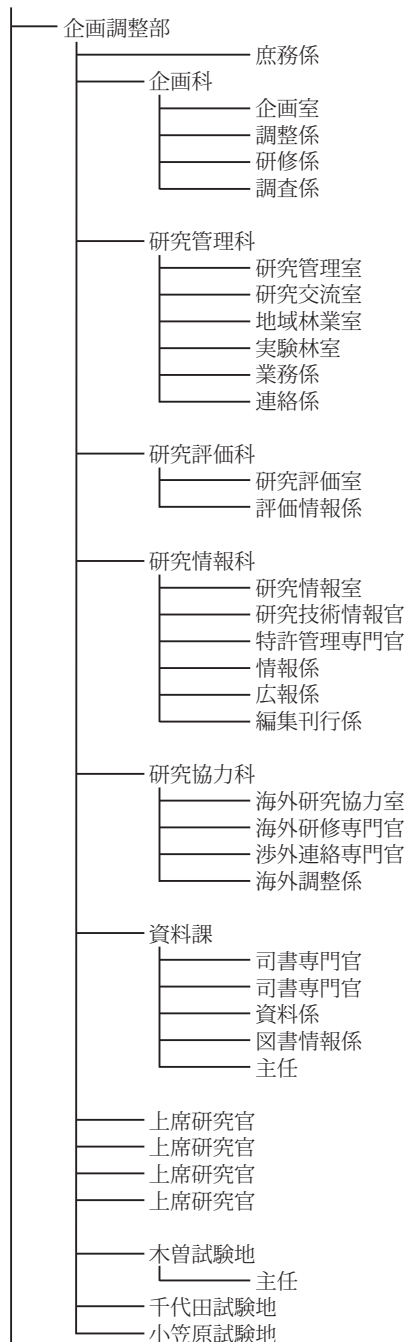 企画調整部
庶務係
企画科
企画室
調整係
研修係
調査係
研究管理科
研究管理室
研究交流室
地域林業室
実験林室
業務係
連絡係
研究評価科
研究評価室
評価情報係
研究情報科
研究情報室
研究技術情報官
特許管理専門官
情報係
広報係
編集刊行係
研究協力科
海外研究協力室
海外研修専門官
渉外連絡専門官
海外調整係
資料課
司書専門官
司書専門官
資料係
図書情報係
主任
上席研究官
上席研究官
上席研究官
上席研究官
木曽試験地
主任
千代田試験地
小笠原試験地